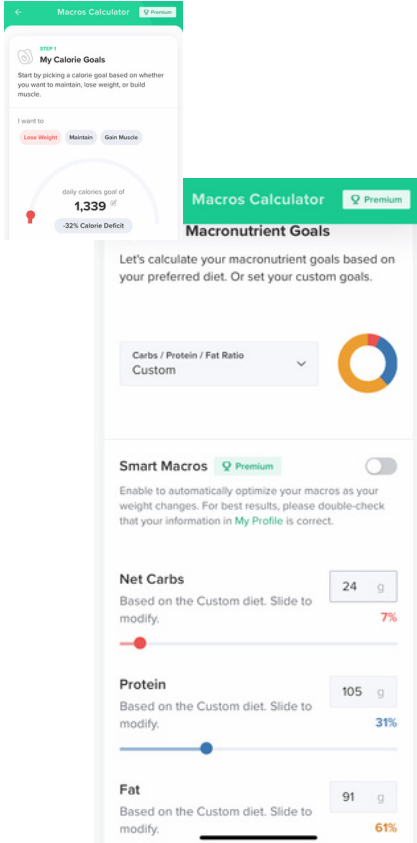 Macros Calculator
Premium
STEP 1
My Calorie Goals
Start by picking a calorie goal based on whether
you want to maintain, lose weight, or build
muscle.
I want to
Lose Weight
Maintain
Gain Muscle
daily calories goal of
1,339
-32% Calorie Deficit
Macros Calculator
Premium
Macronutrient Goals
Let's calculate your macronutrient goals based on
your preferred diet. Or set your custom goals.
Carbs / Protein / Fat Ratio
Custom
Smart Macros
Premium
Enable to automatically optimize your macros as your
weight changes. For best results, please double-check
that your information in My Profile is correct.
Net Carbs
24 g
Based on the Custom diet. Slide to
modify.
7%
Protein
105 g
Based on the Custom diet. Slide to
modify.
31%
Fat
91 g
Based on the Custom diet. Slide to
modify.
61%